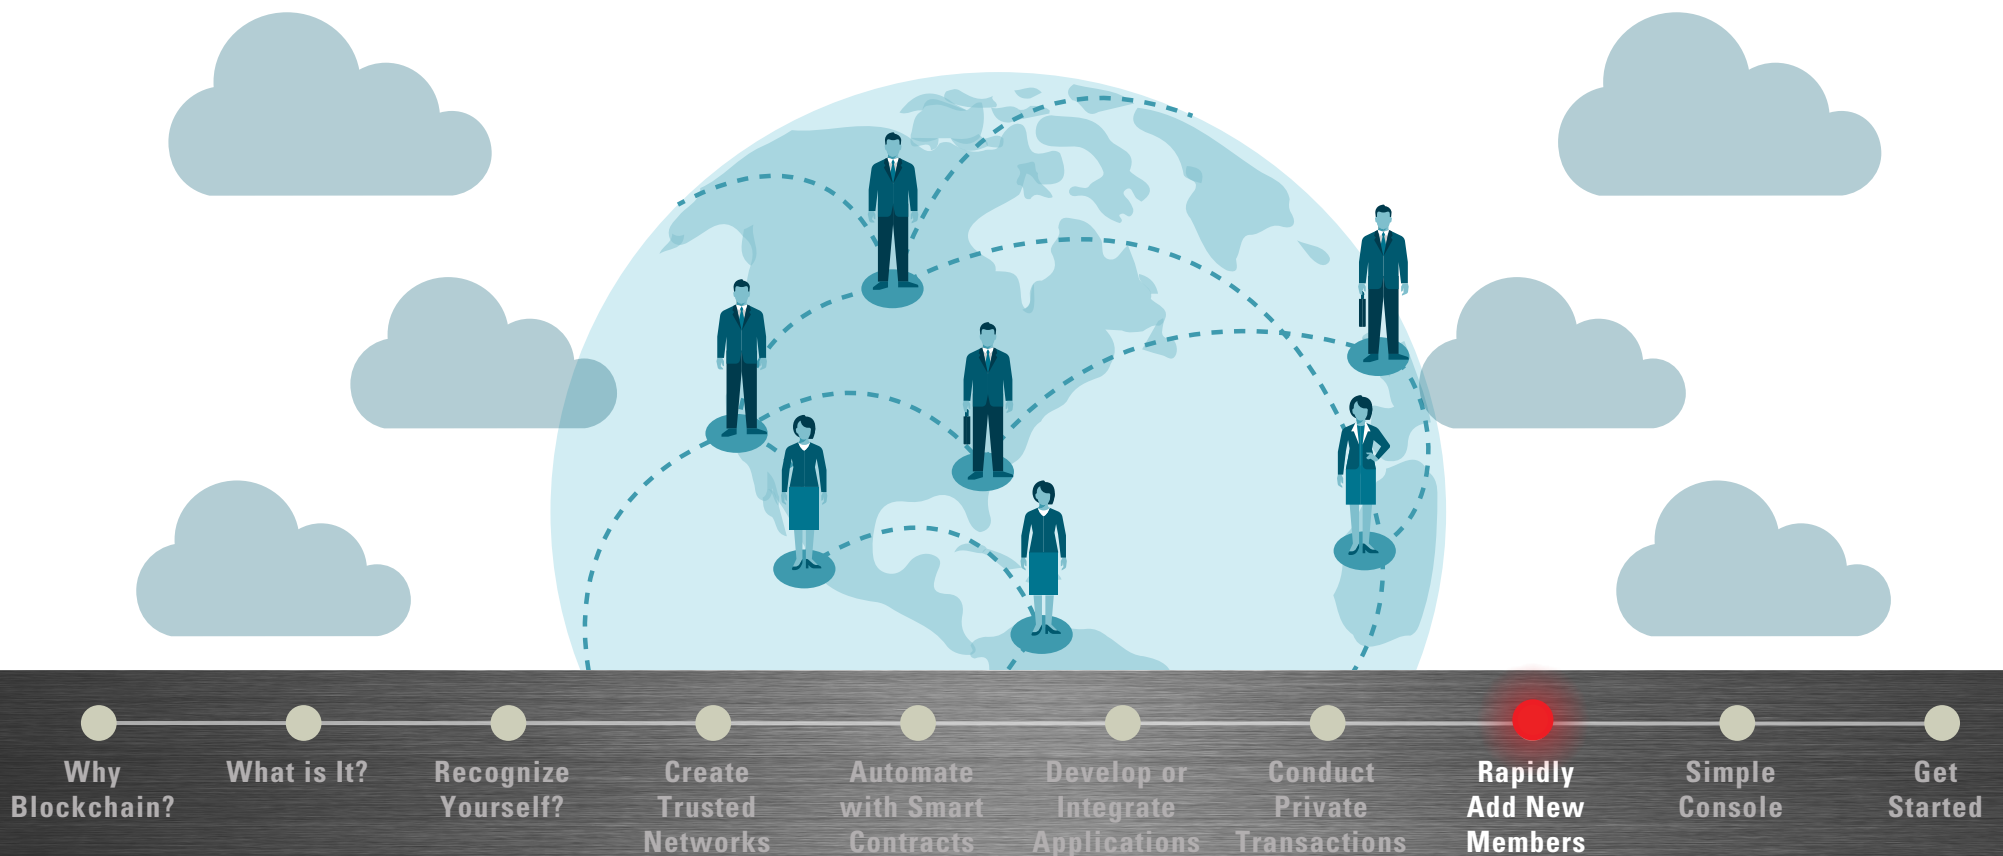 Why
Blockchain?
What is It?
Recognize
Yourself?
Create
Trusted
Networks
Automate
with Smart
Contracts
Develop or
Integrate
Applications
Conduct
Private
Transactions
Rapidly
Add New
Members
Simple
Console
Get
Started